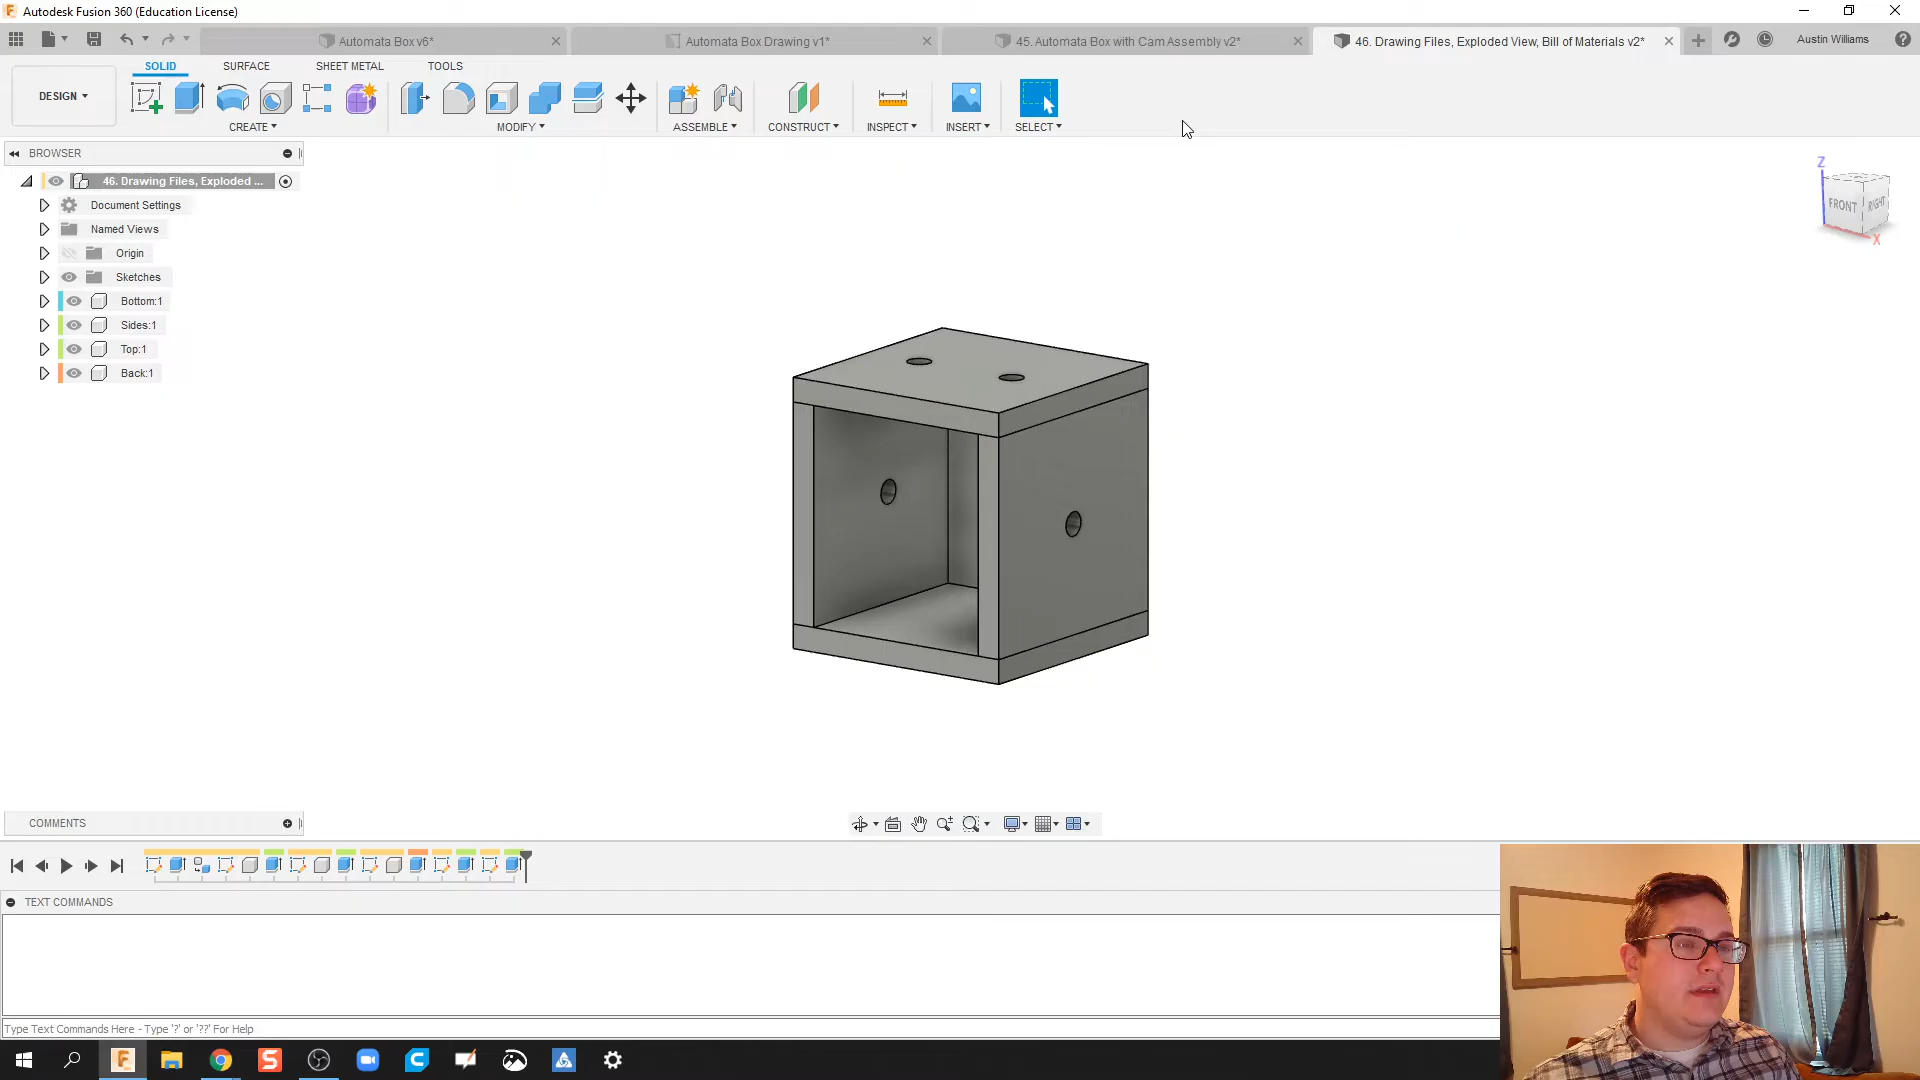 Autodesk Fusion 360 (Education License)
Automata Box v6*
Automata Box Drawing v1*
45. Automata Box with Cam Assembly v2*
46. Drawing Files, Exploded View, Bill of Materials v2*
Austin Williams
SOLID
SURFACE
SHEET METAL
TOOLS
DESIGN
CREATE
MODIFY
ASSEMBLE
CONSTRUCT
INSPECT
INSERT
SELECT
BROWSER
46. Drawing Files, Exploded ...
Document Settings
Named Views
Origin
Sketches
Bottom:1
Sides:1
Top:1
Back:1
Z
FRONT
RIGHT
X
COMMENTS
TEXT COMMANDS
Type Text Commands Here - Type '?' or '??' For Help